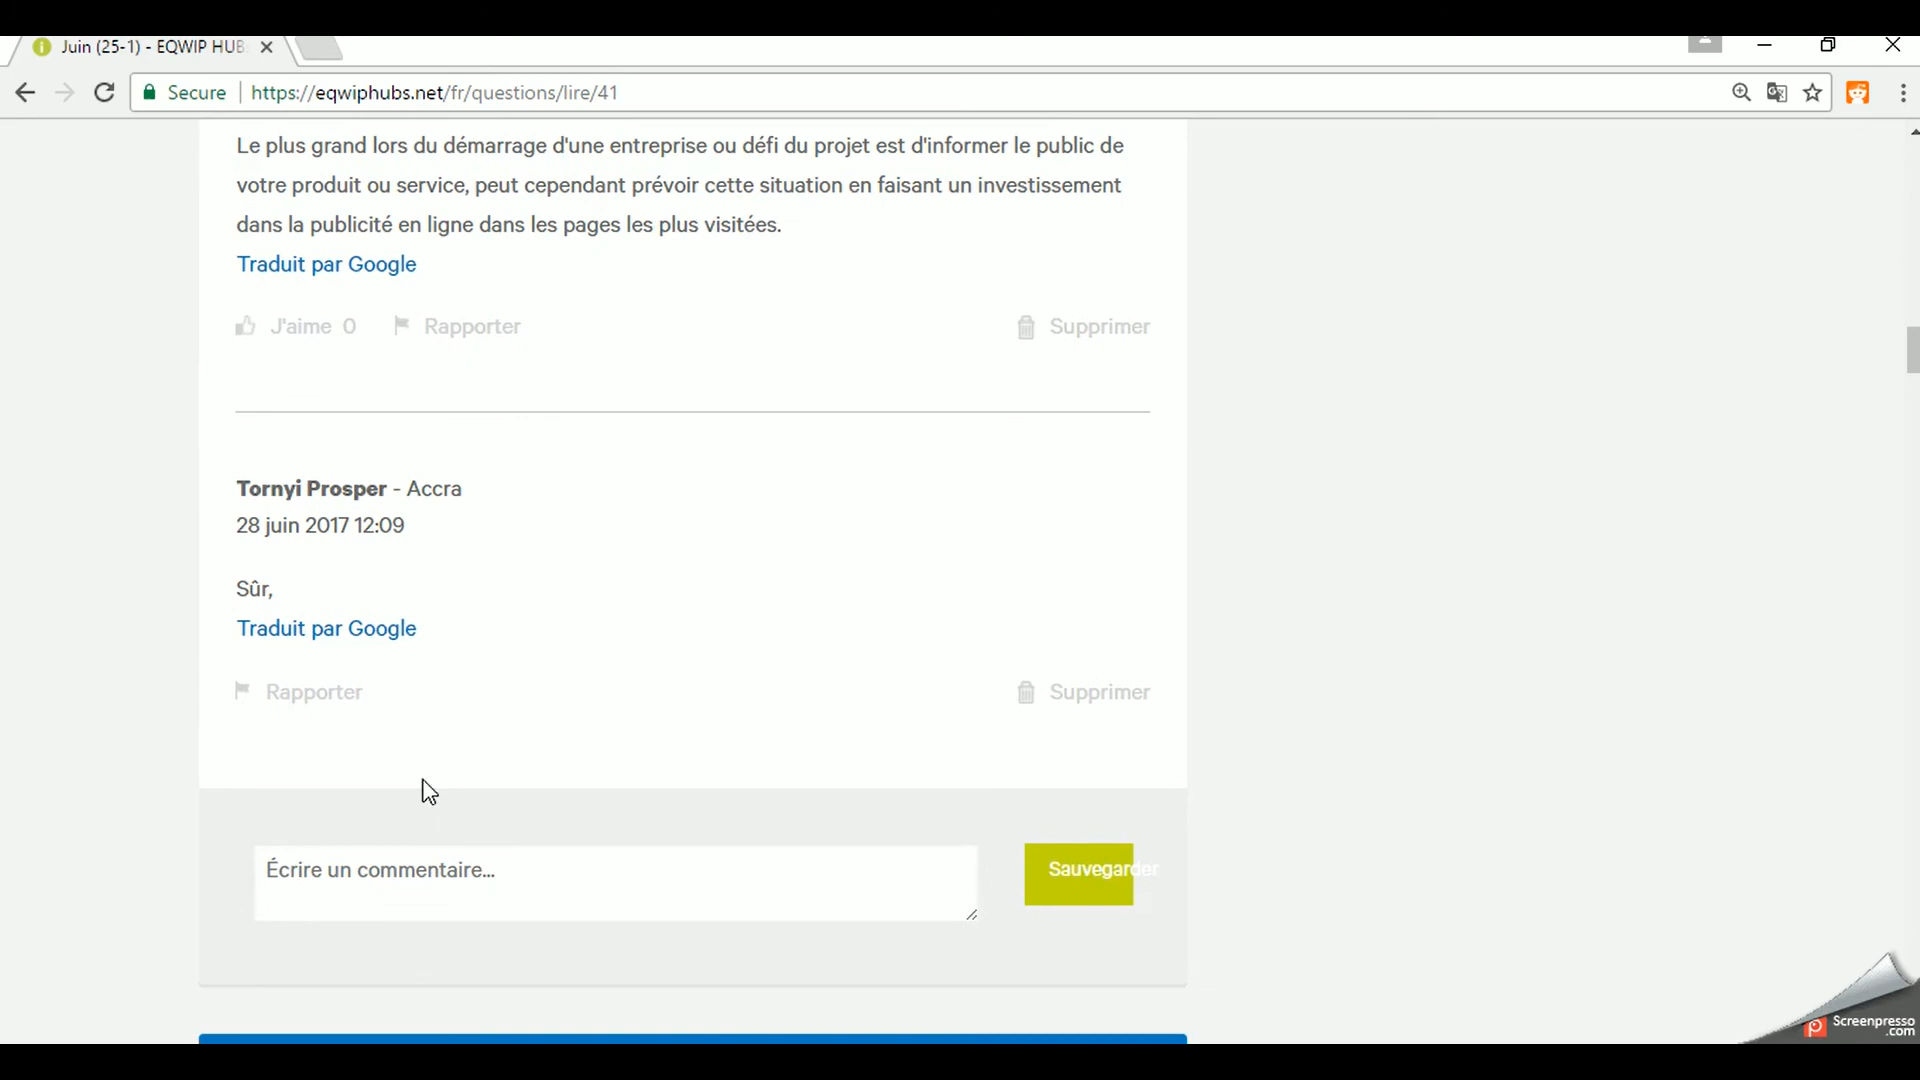 Juin (25-1) - EQWIP HUB
Secure
https://eqwiphubs.net/fr/questions/lire/41
Le plus grand lors du démarrage d'une entreprise ou défi du projet est d'informer le public de
votre produit ou service, peut cependant prévoir cette situation en faisant un investissement
dans la publicité en ligne dans les pages les plus visitées.
Traduit par Google
J'aime 0 Rapporter Supprimer
Tornyi Prosper - Accra
28 juin 2017 12:09
Sûr,
Traduit par Google
Rapporter Supprimer
Écrire un commentaire...
Sauvegarder
Screenpresso
.com